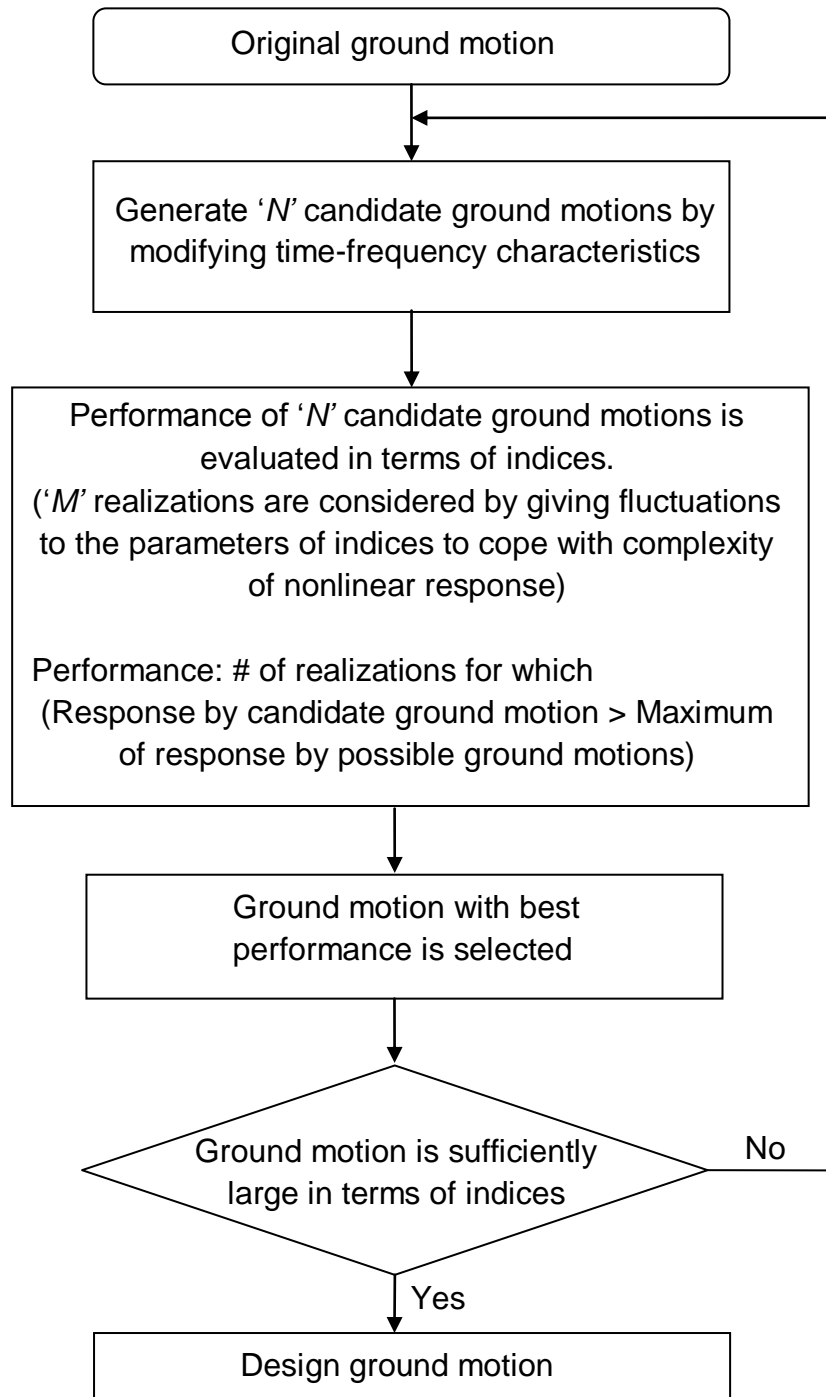 Original ground motion
Generate ‘N’ candidate ground motions by
modifying time-frequency characteristics
Performance of ‘N’ candidate ground motions is
evaluated in terms of indices.
(‘M’ realizations are considered by giving fluctuations
to the parameters of indices to cope with complexity
of nonlinear response)
Performance: # of realizations for which
(Response by candidate ground motion > Maximum
of response by possible ground motions)
Ground motion with best
performance is selected
Ground motion is sufficiently
large in terms of indices
No
Yes
Design ground motion